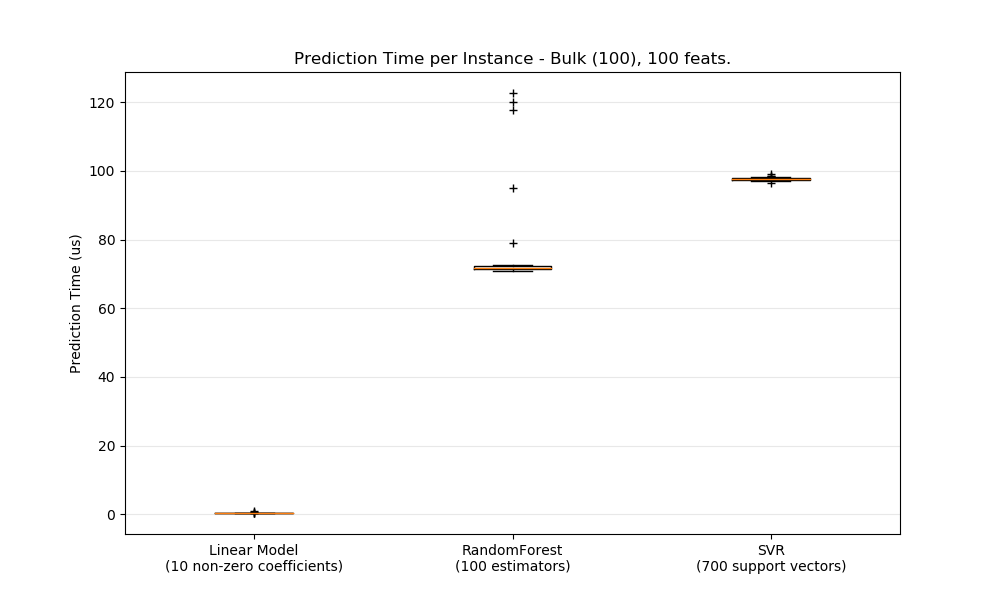 Prediction Time per Instance - Bulk (100), 100 feats.
Prediction Time (us)
120
100
80
60
40
20
0
Linear Model
(10 non-zero coefficients)
RandomForest
(100 estimators)
SVR
(700 support vectors)